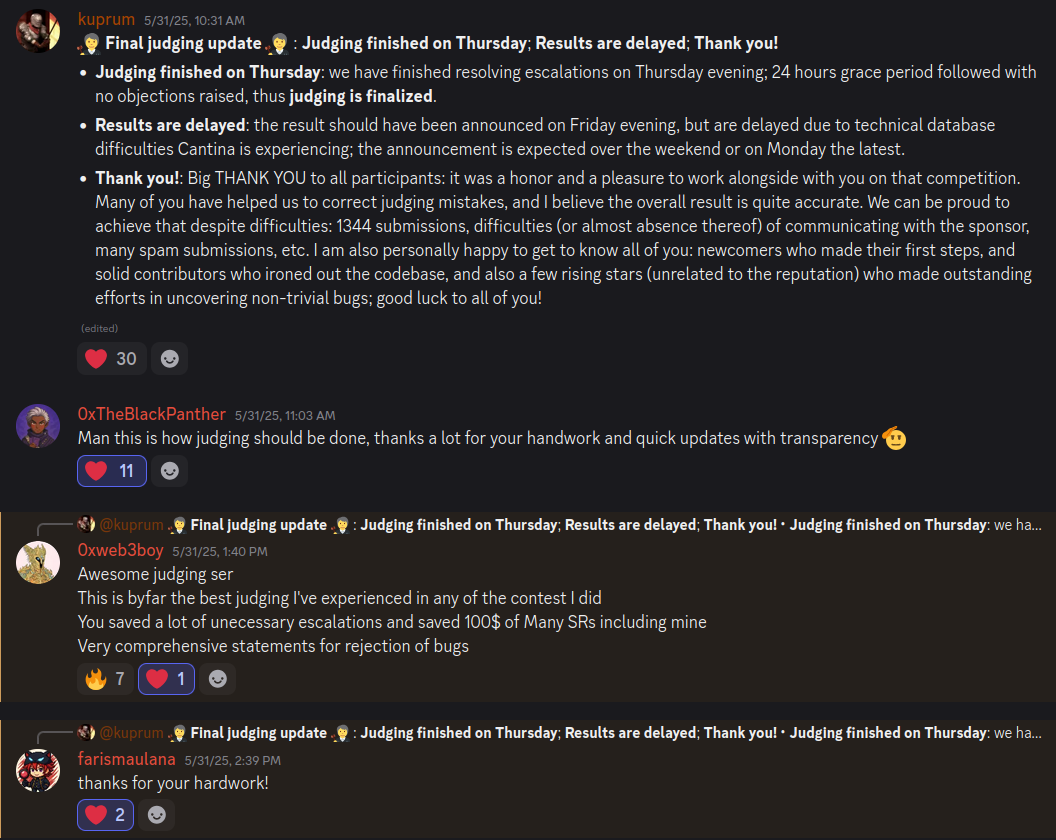 kuprum 5/31/25, 10:31 AM
Final judging update : Judging finished on Thursday; Results are delayed; Thank you!
• Judging finished on Thursday: we have finished resolving escalations on Thursday evening; 24 hours grace period followed with
no objections raised, thus judging is finalized.
• Results are delayed: the result should have been announced on Friday evening, but are delayed due to technical database
difficulties Cantina is experiencing; the announcement is expected over the weekend or on Monday the latest.
• Thank you!: Big THANK YOU to all participants: it was a honor and a pleasure to work alongside with you on that competition.
Many of you have helped us to correct judging mistakes, and I believe the overall result is quite accurate. We can be proud to
achieve that despite difficulties: 1344 submissions, difficulties (or almost absence thereof) of communicating with the sponsor,
many spam submissions, etc. I am also personally happy to get to know all of you: newcomers who made their first steps, and
solid contributors who ironed out the codebase, and also a few rising stars (unrelated to the reputation) who made outstanding
efforts in uncovering non-trivial bugs; good luck to all of you!
(edited)
30
0xTheBlackPanther 5/31/25, 11:03 AM
Man this is how judging should be done, thanks a lot for your handwork and quick updates with transparency
11
@kuprum Final judging update : Judging finished on Thursday; Results are delayed; Thank you! • Judging finished on Thursday: we ha...
0xweb3boy 5/31/25, 1:40 PM
Awesome judging ser
This is byfar the best judging I've experienced in any of the contest I did
You saved a lot of unecessary escalations and saved 100$ of Many SRs including mine
Very comprehensive statements for rejection of bugs
7 1
@kuprum Final judging update : Judging finished on Thursday; Results are delayed; Thank you! • Judging finished on Thursday: we ha...
farismaulana 5/31/25, 2:39 PM
thanks for your hardwork!
2